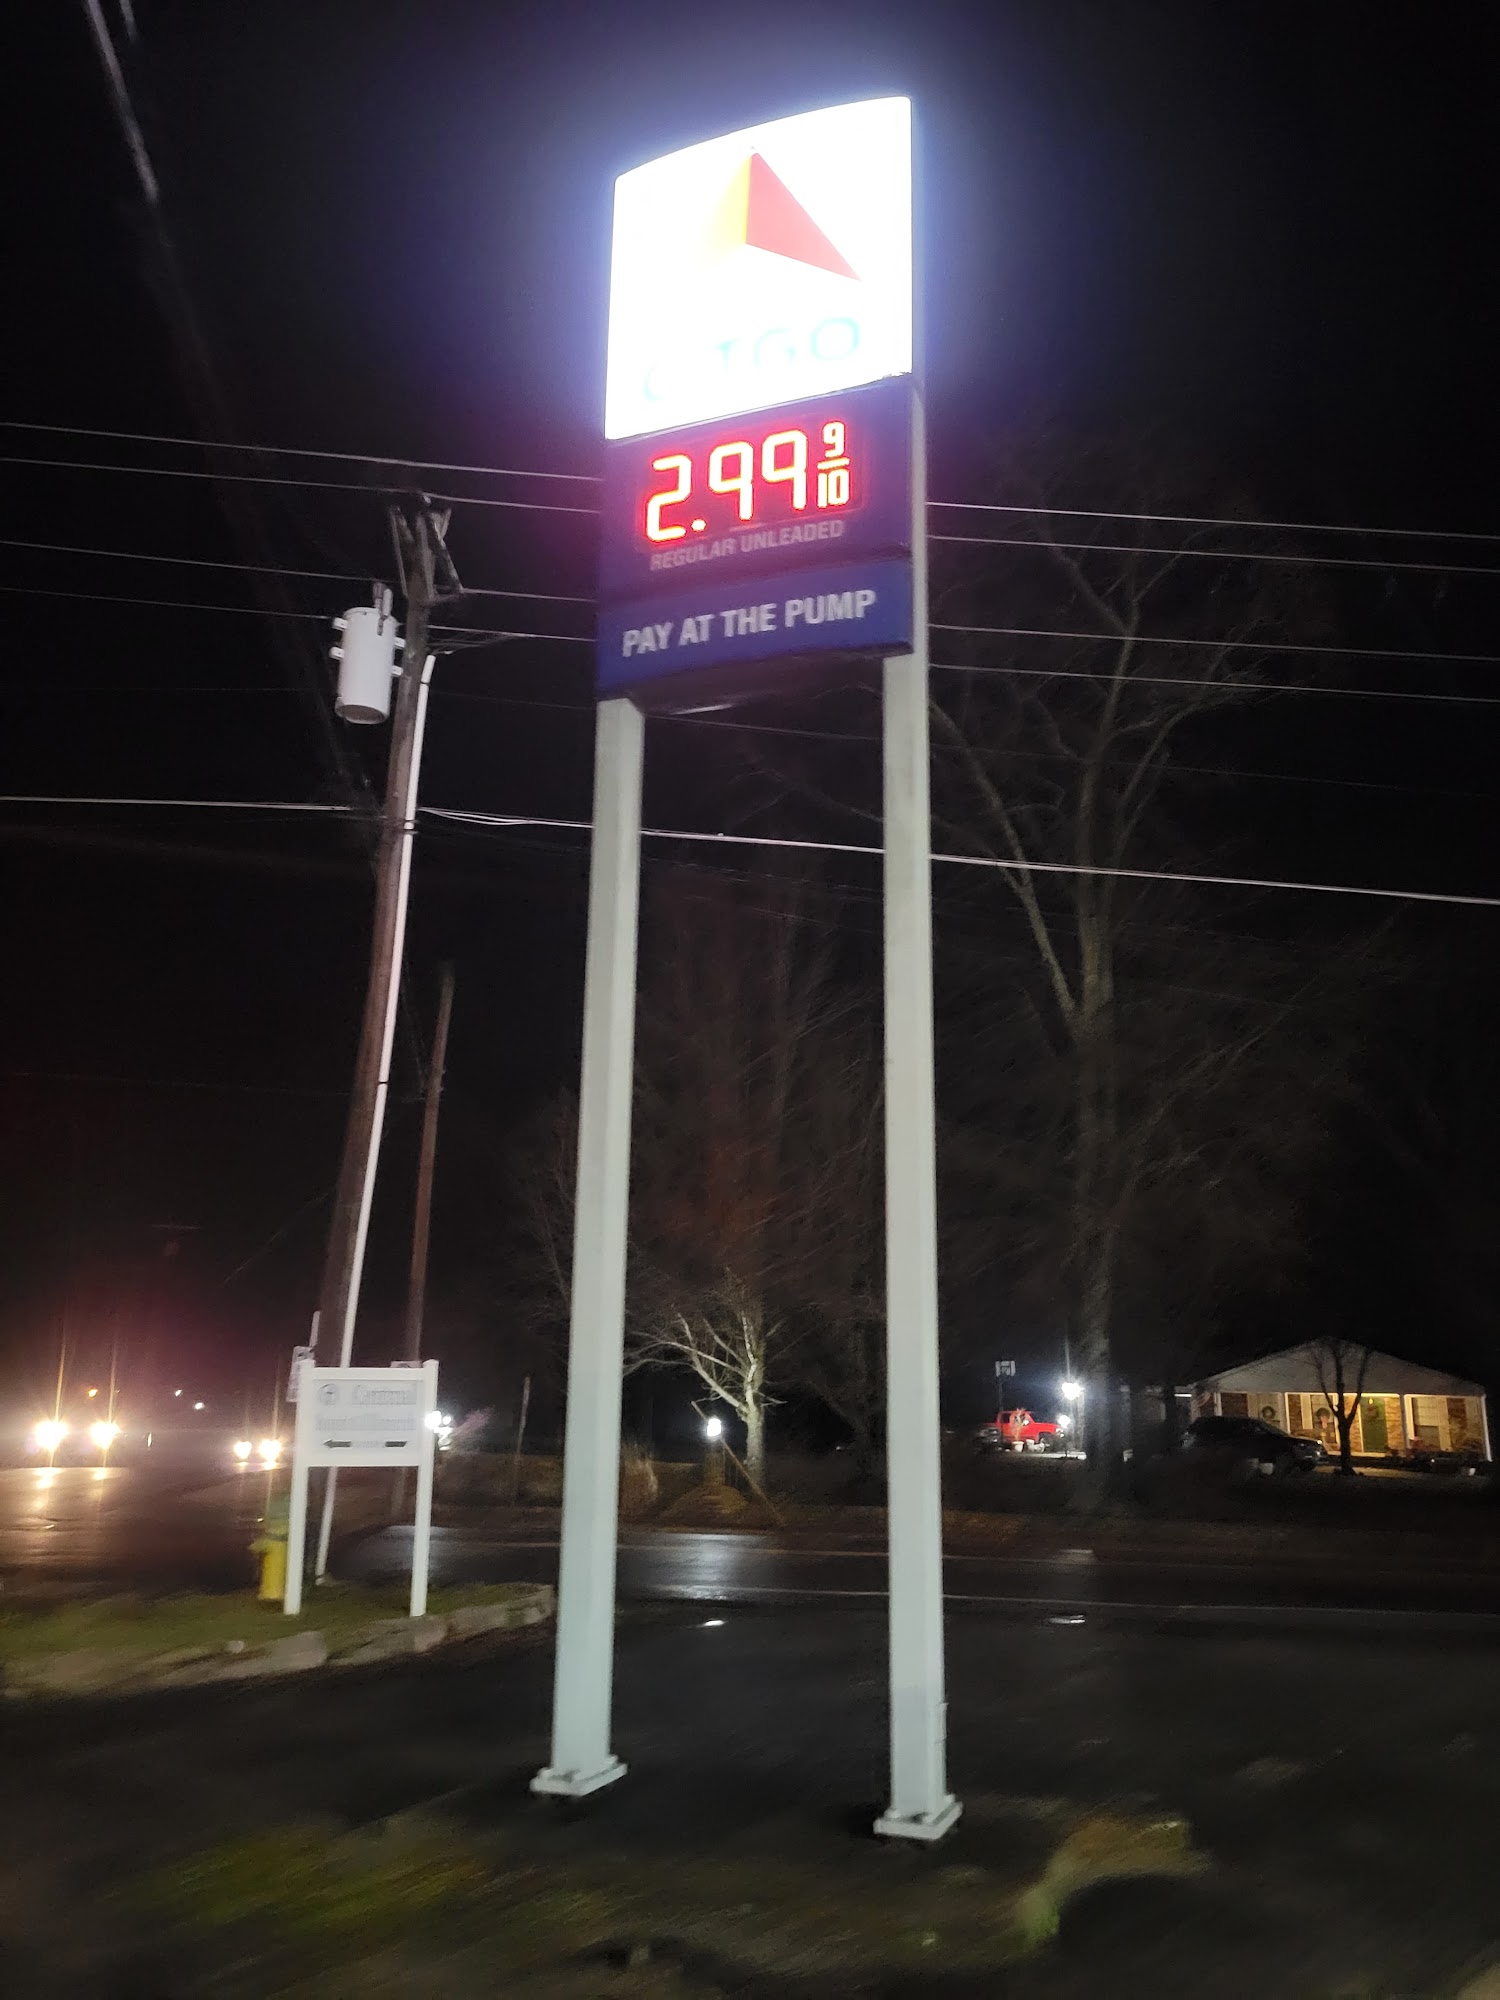 CITGO
2.99 9/10
REGULAR UNLEADED
PAY AT THE PUMP